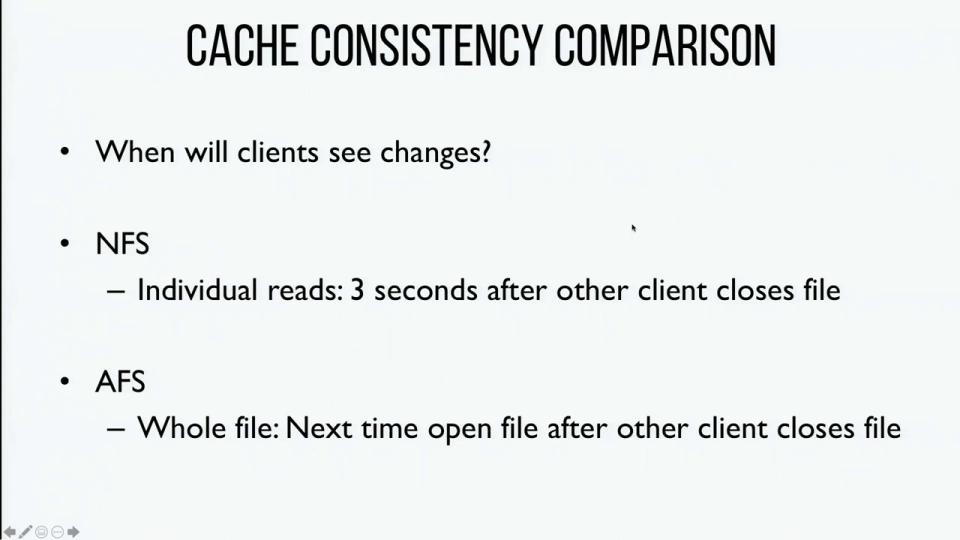 CACHE CONSISTENCY COMPARISON
• When will clients see changes?
• NFS
– Individual reads: 3 seconds after other client closes file
• AFS
– Whole file: Next time open file after other client closes file